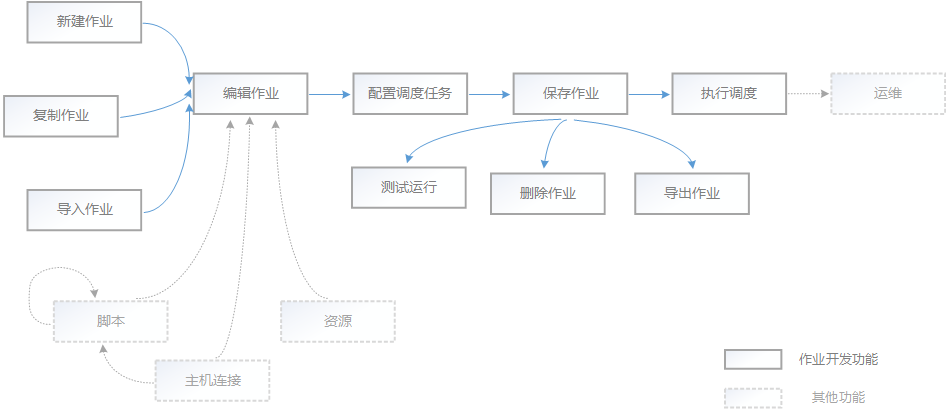 新建作业
编辑作业
配置调度任务
保存作业
执行调度
运维
复制作业
测试运行
删除作业
导出作业
导入作业
脚本
资源
主机连接
作业开发功能
其他功能